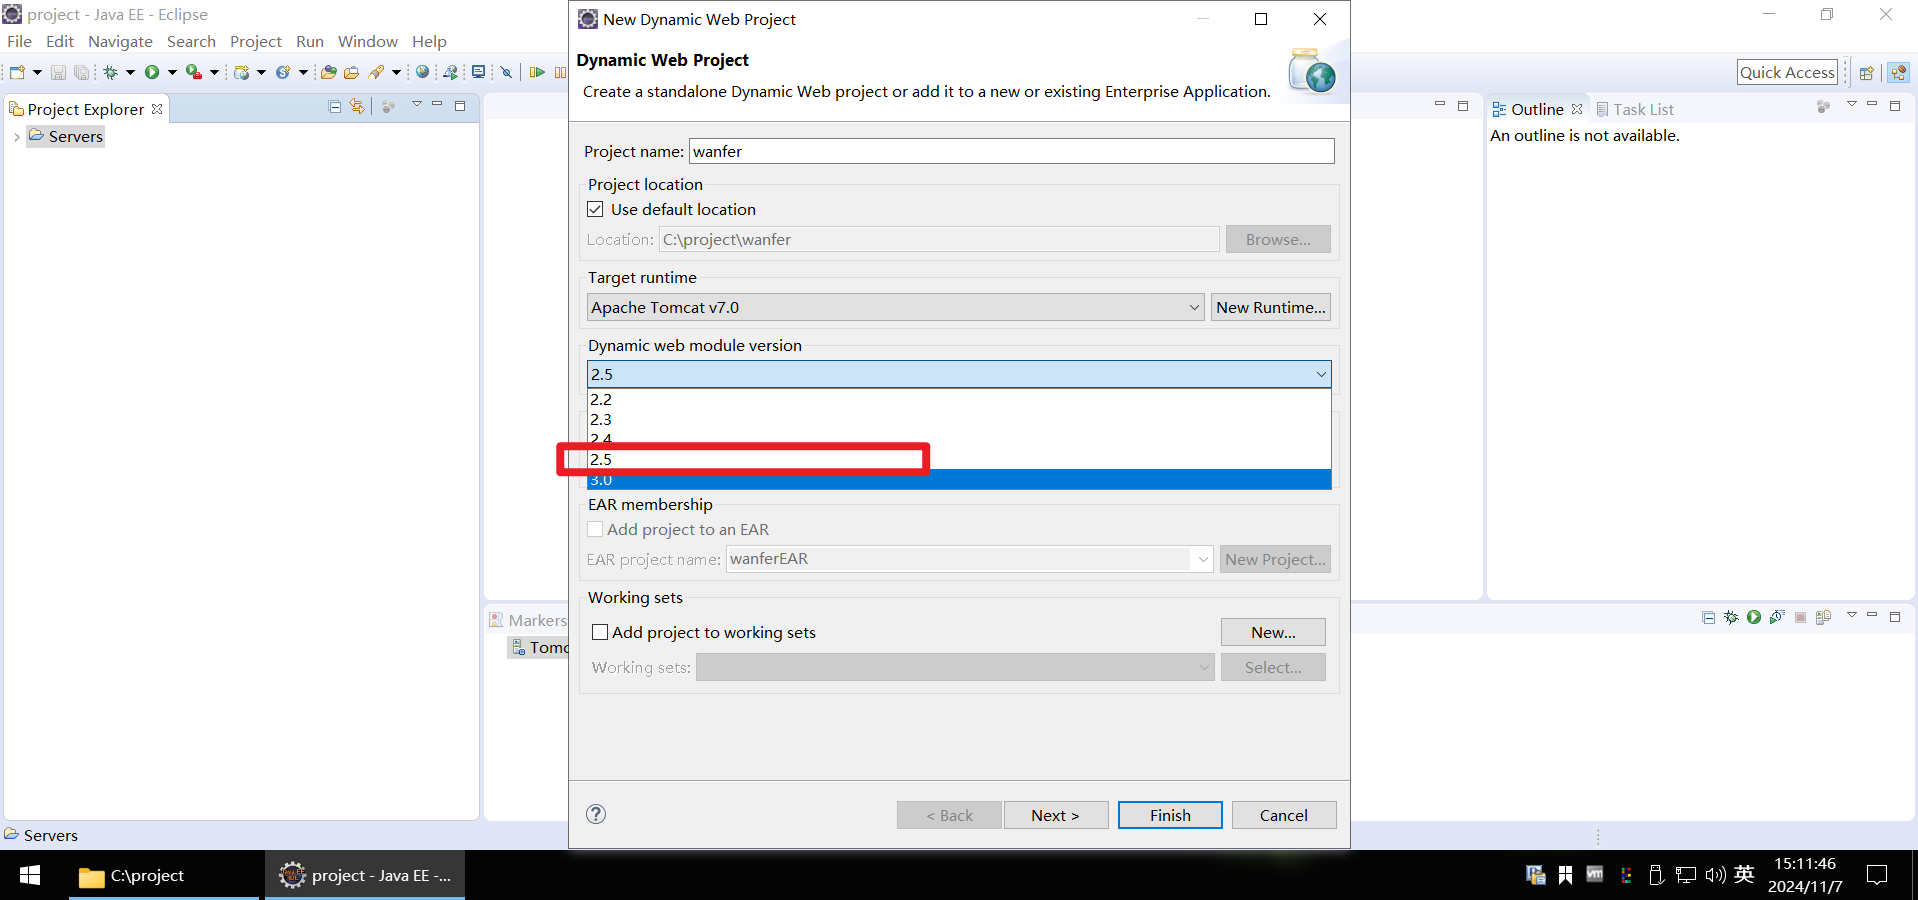 project - Java EE - Eclipse
File Edit Navigate Search Project Run Window Help
Quick Access
Project Explorer
Servers
New Dynamic Web Project
Dynamic Web Project
Create a standalone Dynamic Web project or add it to a new or existing Enterprise Application.
Project name: wanfer
Project location
Use default location
Location: C:\project\wanfer Browse...
Target runtime
Apache Tomcat v7.0 New Runtime...
Dynamic web module version
2.5
2.2
2.3
2.4
2.5
3.0
EAR membership
Add project to an EAR
EAR project name: wanferEAR New Project...
Working sets
Add project to working sets New...
Working sets: Select...
< Back Next > Finish Cancel
Outline Task List
An outline is not available.
Markers
Tomc
Servers
C:\project
project - Java EE -...
英
15:11:46
2024/11/7